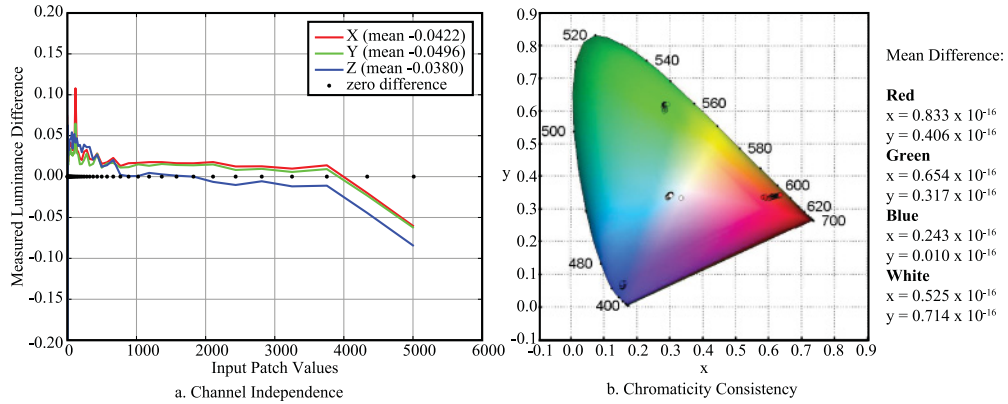 0.20
0.15
0.10
0.05
0.00
-0.05
-0.10
-0.15
-0.20
Measured Luminance Difference
X (mean -0.0422)
Y (mean -0.0496)
Z (mean -0.0380)
zero difference
0 1000 2000 3000 4000 5000 6000
Input Patch Values
a. Channel Independence
0.9
0.8
0.7
0.6
0.5
0.4
0.3
0.2
0.1
0.0
-0.1
y
520
540
560
500
580
600
620
700
480
400
-0.1 0.0 0.1 0.2 0.3 0.4 0.5 0.6 0.7 0.8 0.9
x
b. Chromaticity Consistency
Mean Difference:
Red
x = 0.833 x 10⁻¹⁶
y = 0.406 x 10⁻¹⁶
Green
x = 0.654 x 10⁻¹⁶
y = 0.317 x 10⁻¹⁶
Blue
x = 0.243 x 10⁻¹⁶
y = 0.010 x 10⁻¹⁶
White
x = 0.525 x 10⁻¹⁶
y = 0.714 x 10⁻¹⁶